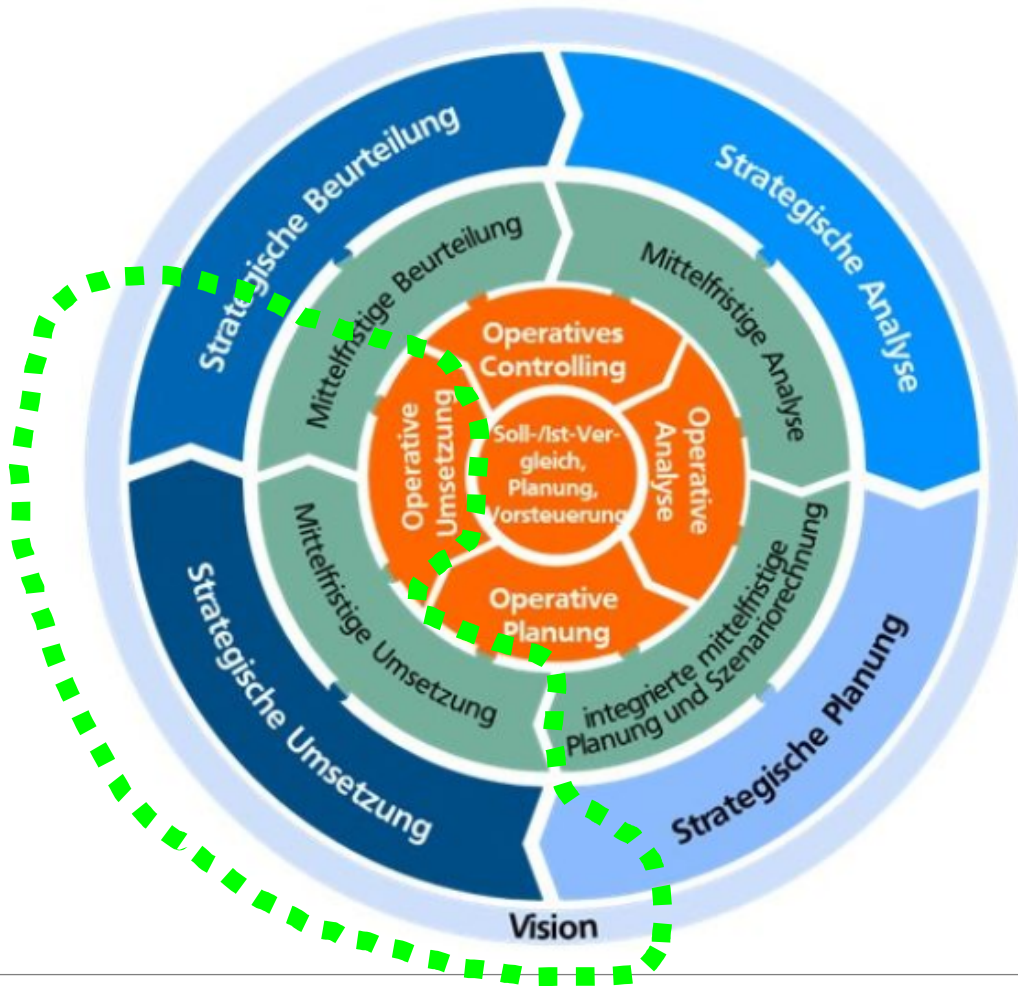 Strategische Beurteilung
Strategische Analyse
Mittelfristige Beurteilung
Mittelfristige Analyse
Operatives
Controlling
Operative
Umsetzung
Soll-/Ist-Ver-
gleich,
Planung,
Vorsteuerung
Operative
Analyse
Operative
Planung
Mittelfristige Umsetzung
integrierte mittelfristige
Planung und Szenariorechnung
Strategische Umsetzung
Strategische Planung
Vision